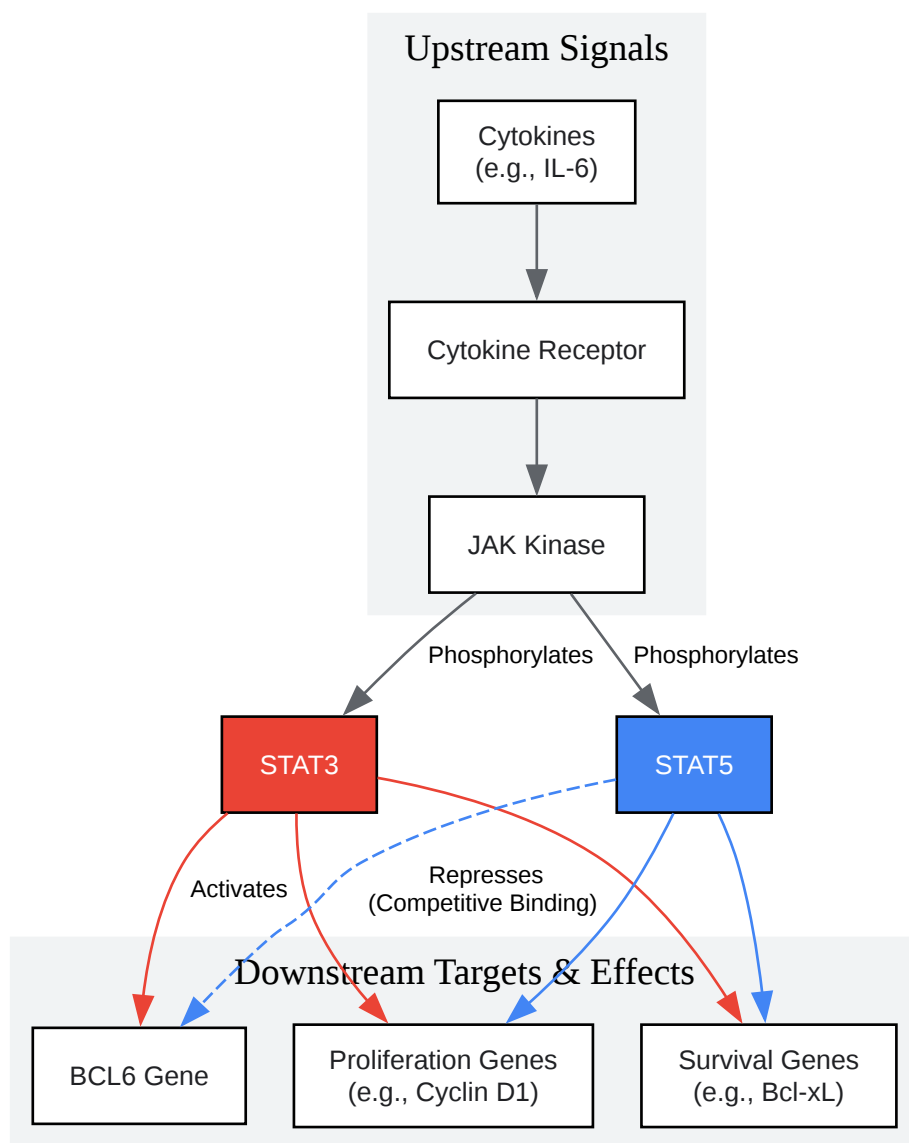 Upstream Signals
Cytokines
(e.g., IL-6)
Cytokine Receptor
JAK Kinase
Phosphorylates
Phosphorylates
STAT3
STAT5
Activates
Represses
(Competitive Binding)
Downstream Targets & Effects
BCL6 Gene
Proliferation Genes
(e.g., Cyclin D1)
Survival Genes
(e.g., Bcl-xL)